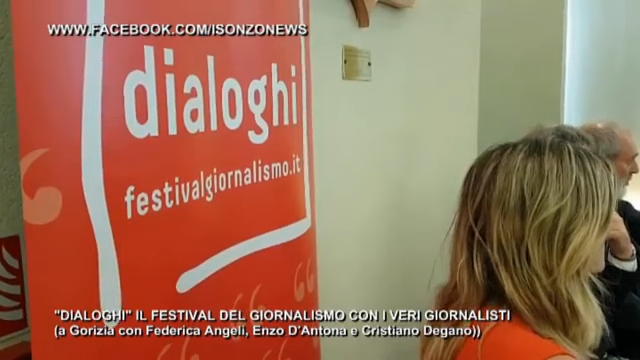 WWW.FACEBOOK.COM/ISONZONEWS
dialoghi
festivalgiornalismo.it
"DIALOGHI" IL FESTIVAL DEL GIORNALISMO CON I VERI GIORNALISTI
(a Gorizia con Federica Angeli, Enzo D'Antona e Cristiano Degano))